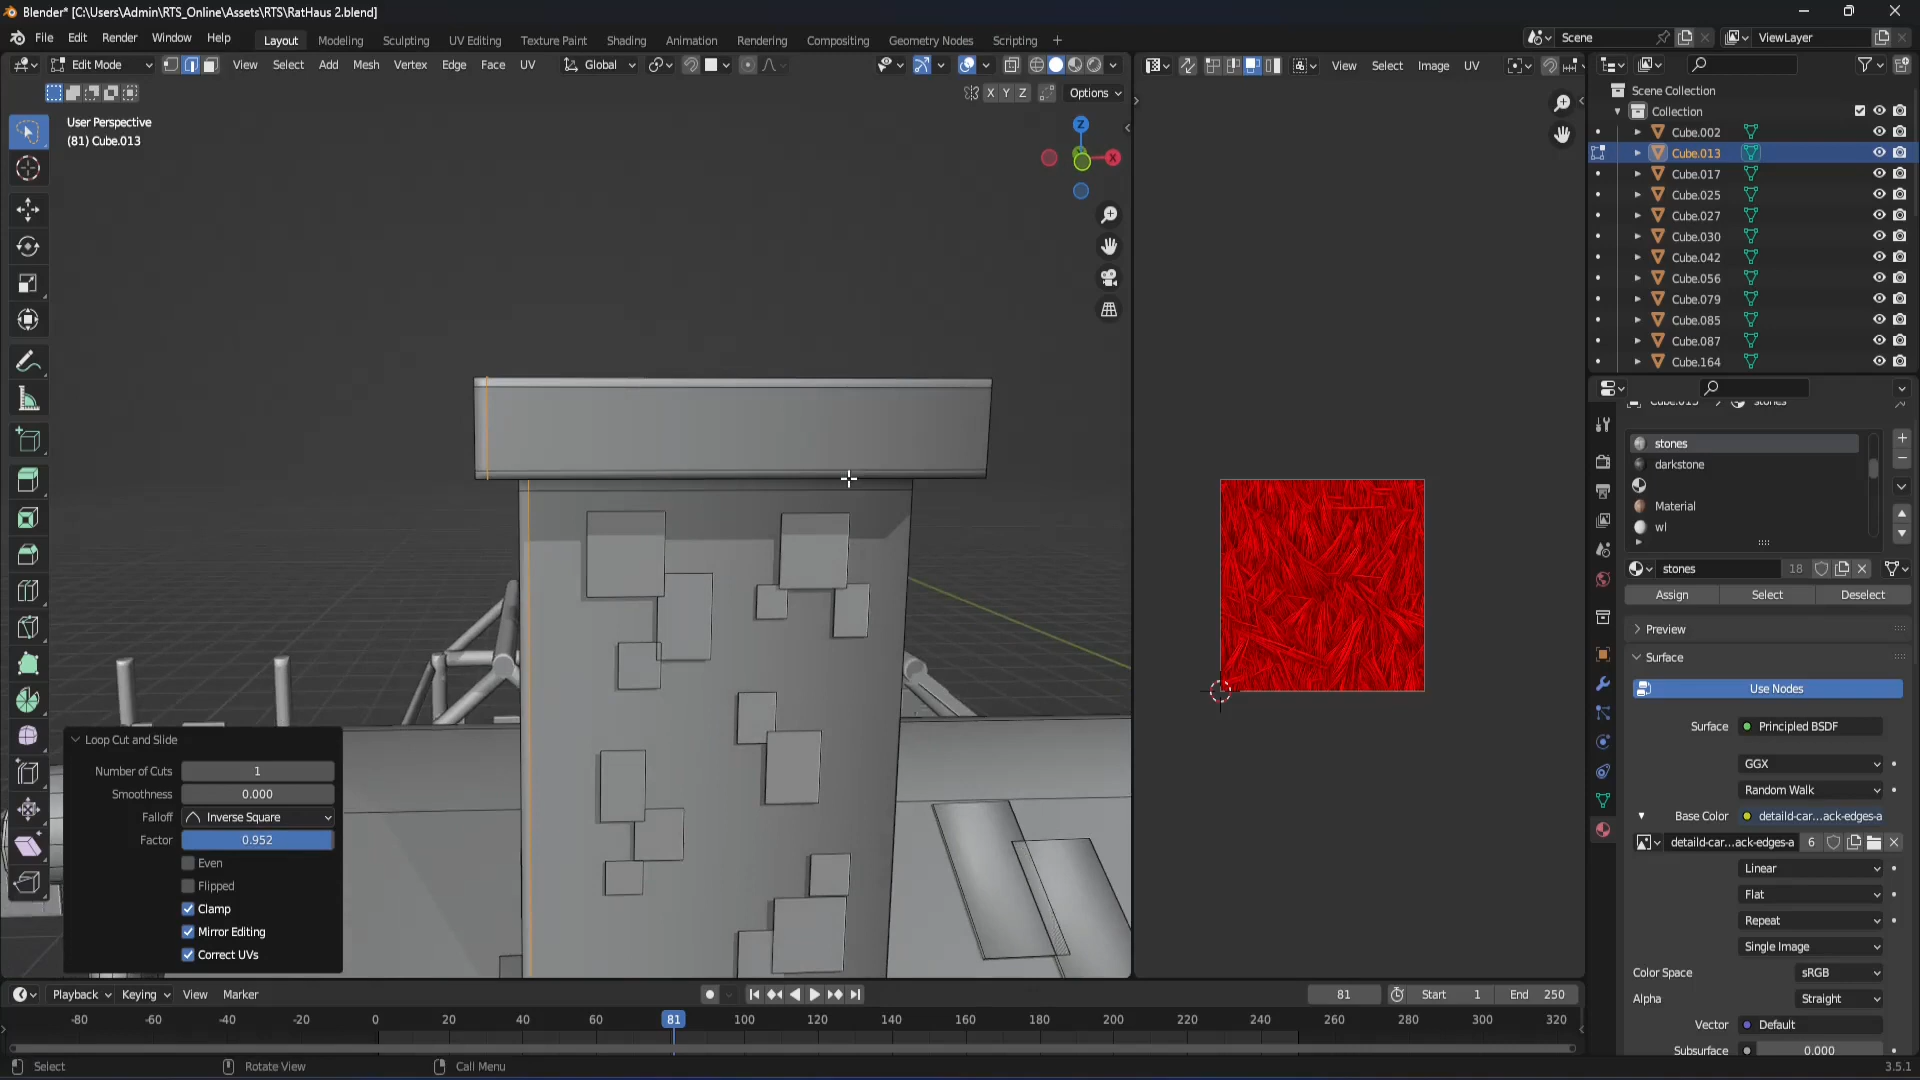 Blender* [C:\Users\Admin\RTS_Online\Assets\RTS\RatHaus 2.blend]
File Edit Render Window Help Layout Modeling Sculpting UV Editing Texture Paint Shading Animation Rendering Compositing Geometry Nodes Scripting + Scene ViewLayer
Edit Mode View Select Add Mesh Vertex Edge Face UV Global View Select Image UV
X Y Z Options
User Perspective
(81) Cube.013
Z
X
Scene Collection
Collection
Cube.002
Cube.013
Cube.017
Cube.025
Cube.027
Cube.030
Cube.042
Cube.056
Cube.079
Cube.085
Cube.087
Cube.164
Cube.013 stones
stones
darkstone
Material
wl
stones 18
Assign Select Deselect
Preview
Surface
Use Nodes
Surface Principled BSDF
GGX
Random Walk
Base Color detaild-car...ack-edges-a
detaild-car...ack-edges-a 6
Linear
Flat
Repeat
Single Image
Color Space sRGB
Alpha Straight
Vector Default
Subsurface 0.000
Loop Cut and Slide
Number of Cuts 1
Smoothness 0.000
Falloff Inverse Square
Factor 0.952
Even
Flipped
Clamp
Mirror Editing
Correct UVs
Playback Keying View Marker 81 Start 1 End 250
-80 -60 -40 -20 0 20 40 60 81 100 120 140 160 180 200 220 240 260 280 300 320
Select Rotate View Call Menu 3.5.1